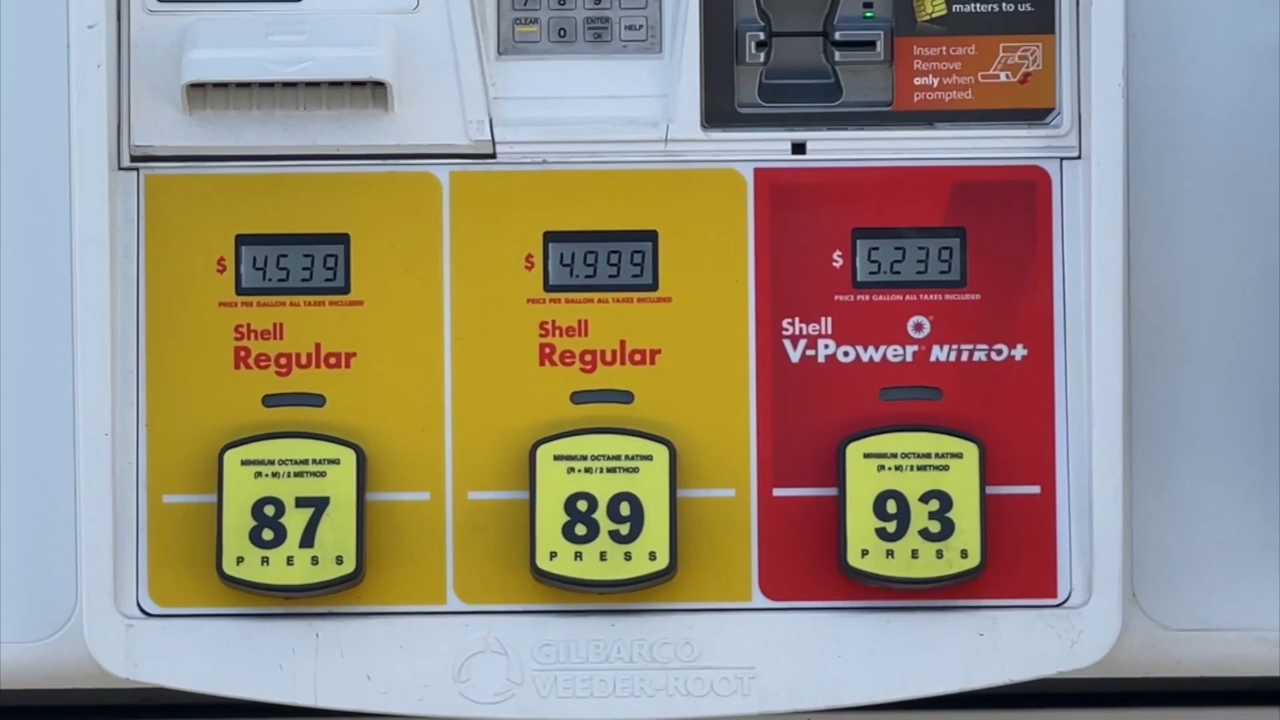 7 8 9
CLEAR 0 ENTER OK HELP
matters to us.
Insert card.
Remove
only when
prompted.
$ 4.539
PRICE PER GALLON ALL TAXES INCLUDED
Shell
Regular
MINIMUM OCTANE RATING
(R + M) / 2 METHOD
87
PRESS
$ 4.999
PRICE PER GALLON ALL TAXES INCLUDED
Shell
Regular
MINIMUM OCTANE RATING
(R + M) / 2 METHOD
89
PRESS
$ 5.239
PRICE PER GALLON ALL TAXES INCLUDED
Shell
V-Power NiTRO+
MINIMUM OCTANE RATING
(R + M) / 2 METHOD
93
PRESS
GILBARCO
VEEDER-ROOT